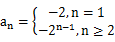 aₙ = { −2, n = 1
−2ⁿ⁻¹, n ≥ 2